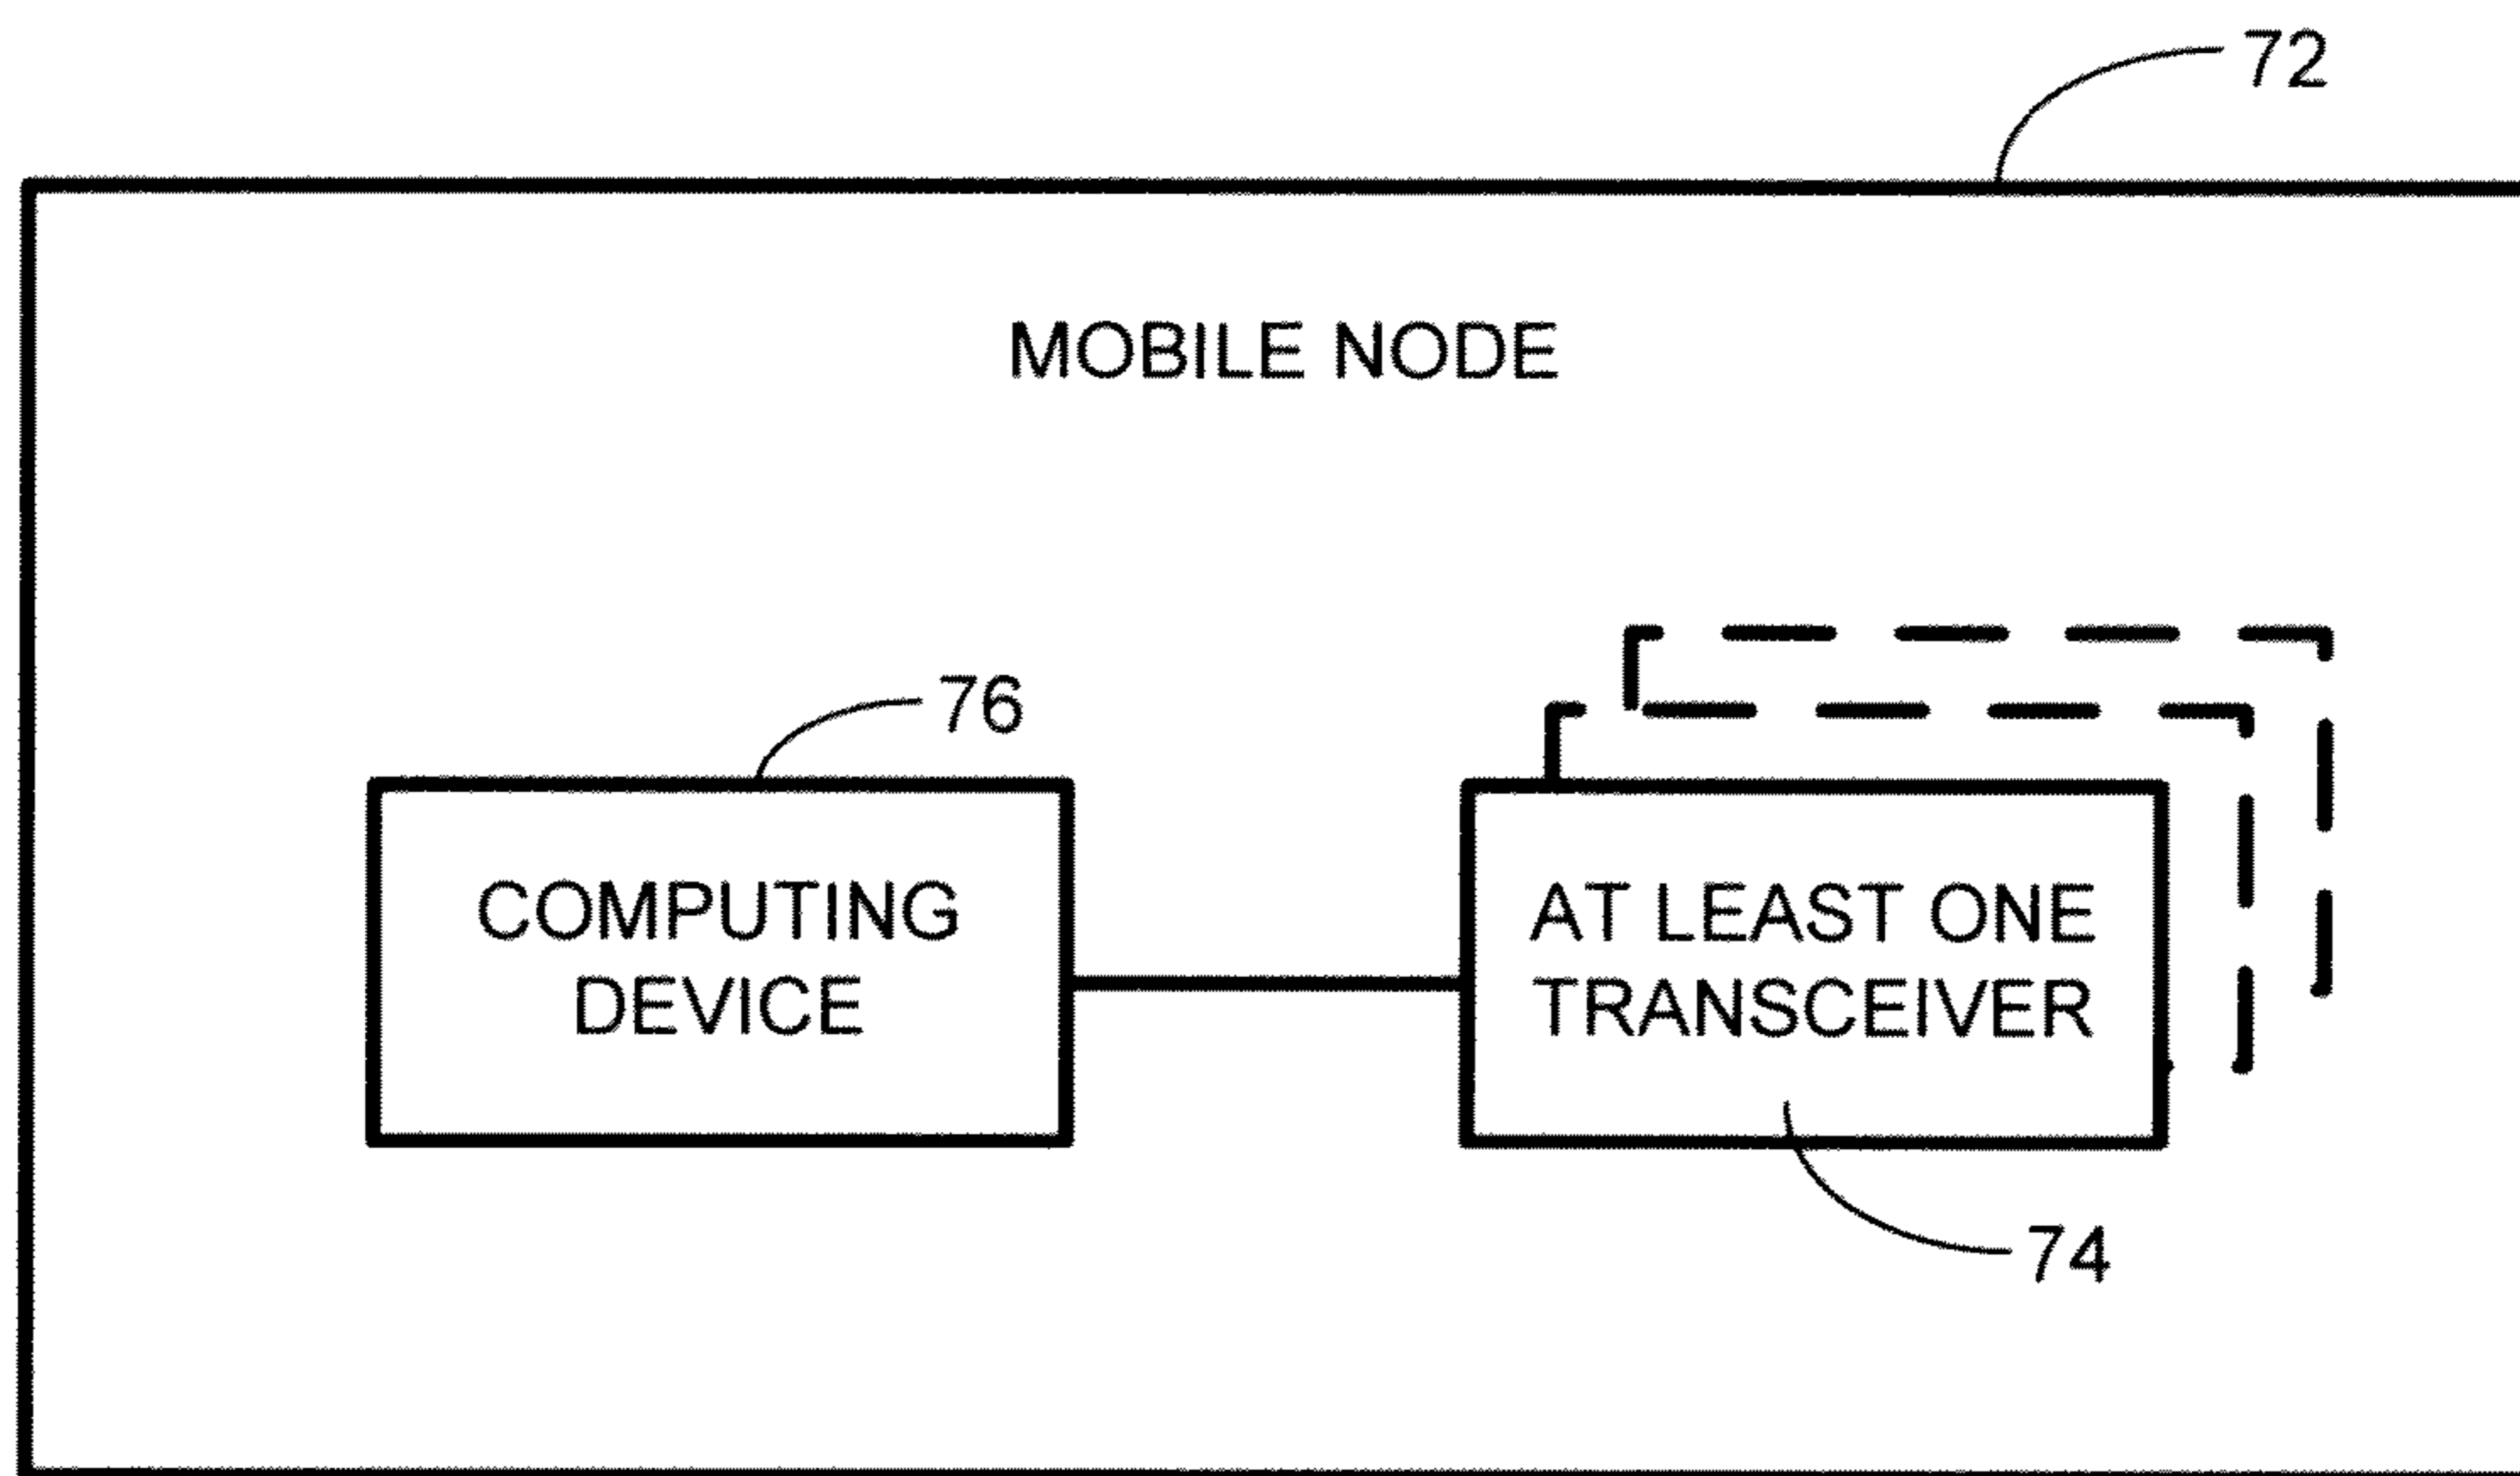 72
MOBILE NODE
76
COMPUTING
DEVICE
AT LEAST ONE
TRANSCEIVER
74